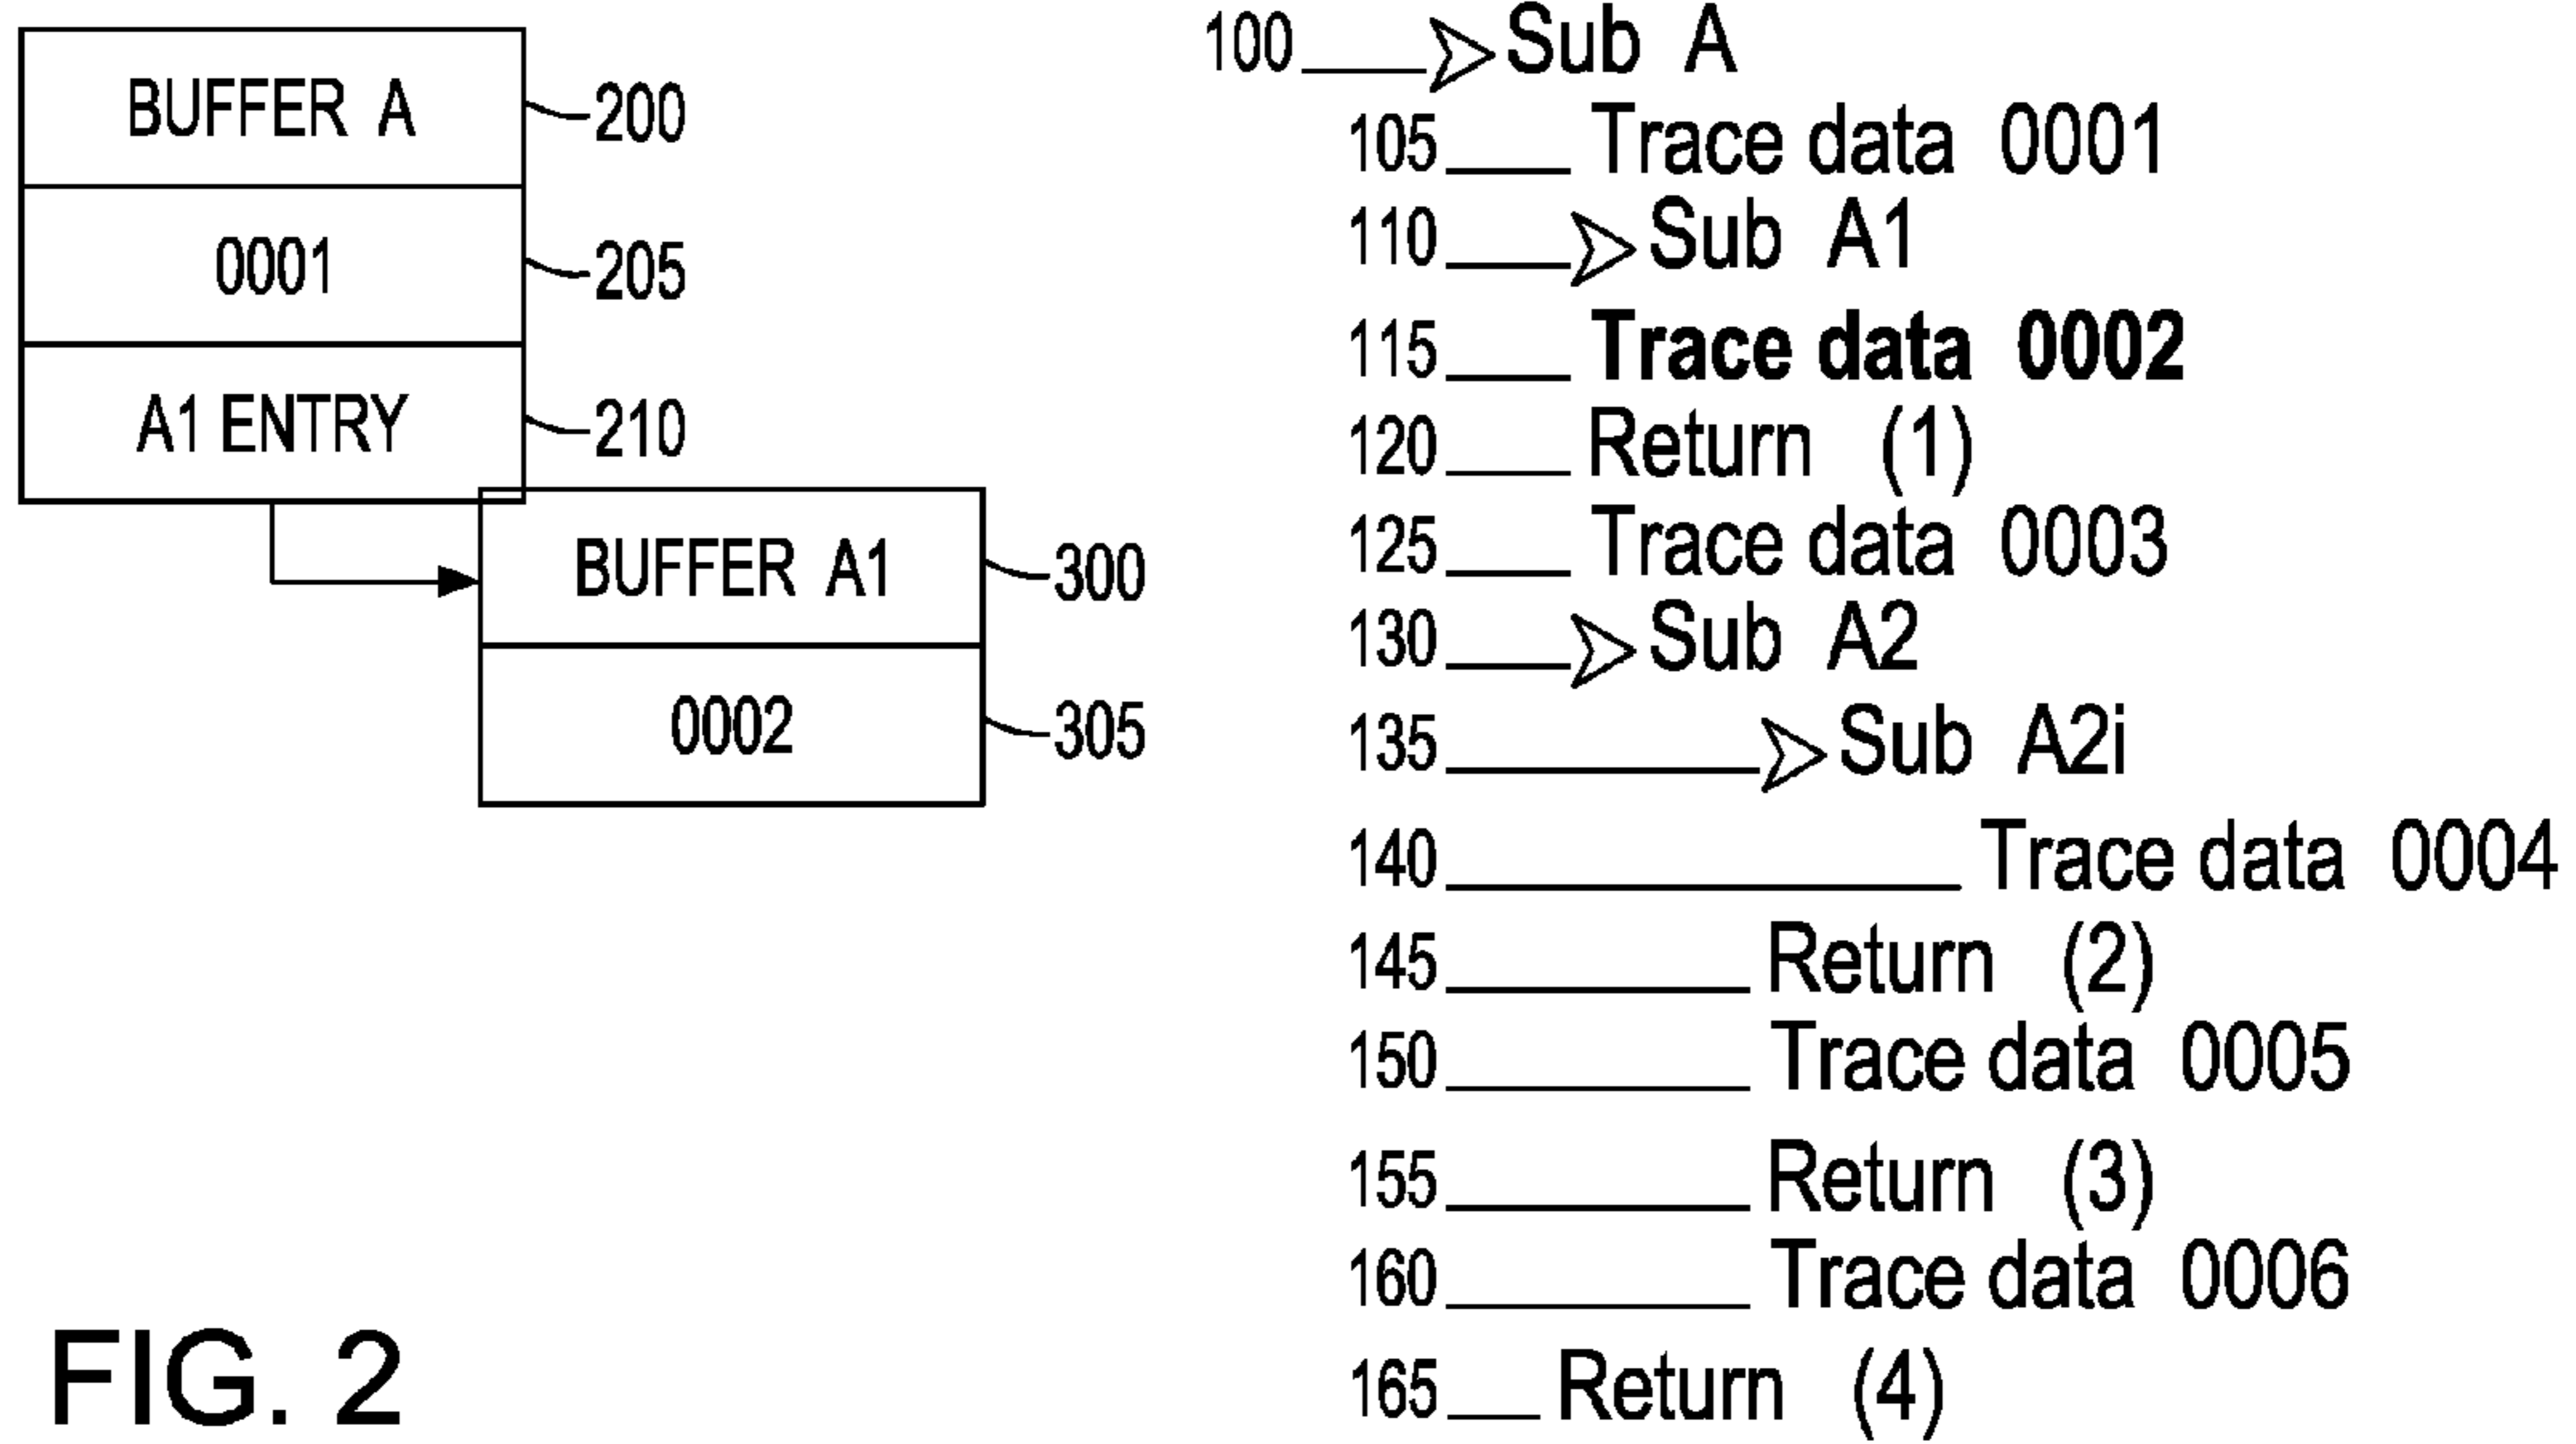 BUFFER A 200
0001 205
A1 ENTRY 210
BUFFER A1 300
0002 305
100 Sub A
105 Trace data 0001
110 Sub A1
115 Trace data 0002
120 Return (1)
125 Trace data 0003
130 Sub A2
135 Sub A2i
140 Trace data 0004
145 Return (2)
150 Trace data 0005
155 Return (3)
160 Trace data 0006
165 Return (4)
FIG. 2